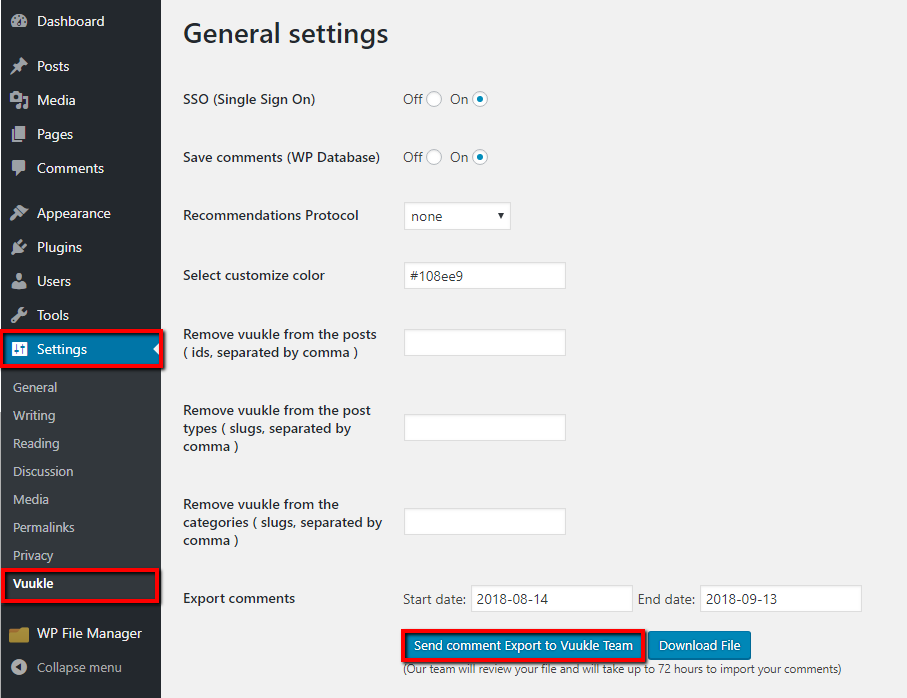 Dashboard
Posts
Media
Pages
Comments
Appearance
Plugins
Users
Tools
Settings
General
Writing
Reading
Discussion
Media
Permalinks
Privacy
Vuukle
WP File Manager
Collapse menu
General settings
SSO (Single Sign On) Off On
Save comments (WP Database) Off On
Recommendations Protocol none
Select customize color #108ee9
Remove vuukle from the posts
( ids, separated by comma )
Remove vuukle from the post
types ( slugs, separated by
comma )
Remove vuukle from the
categories ( slugs, separated by
comma )
Export comments Start date: 2018-08-14 End date: 2018-09-13
Send comment Export to Vuukle Team Download File
(Our team will review your file and will take up to 72 hours to import your comments)